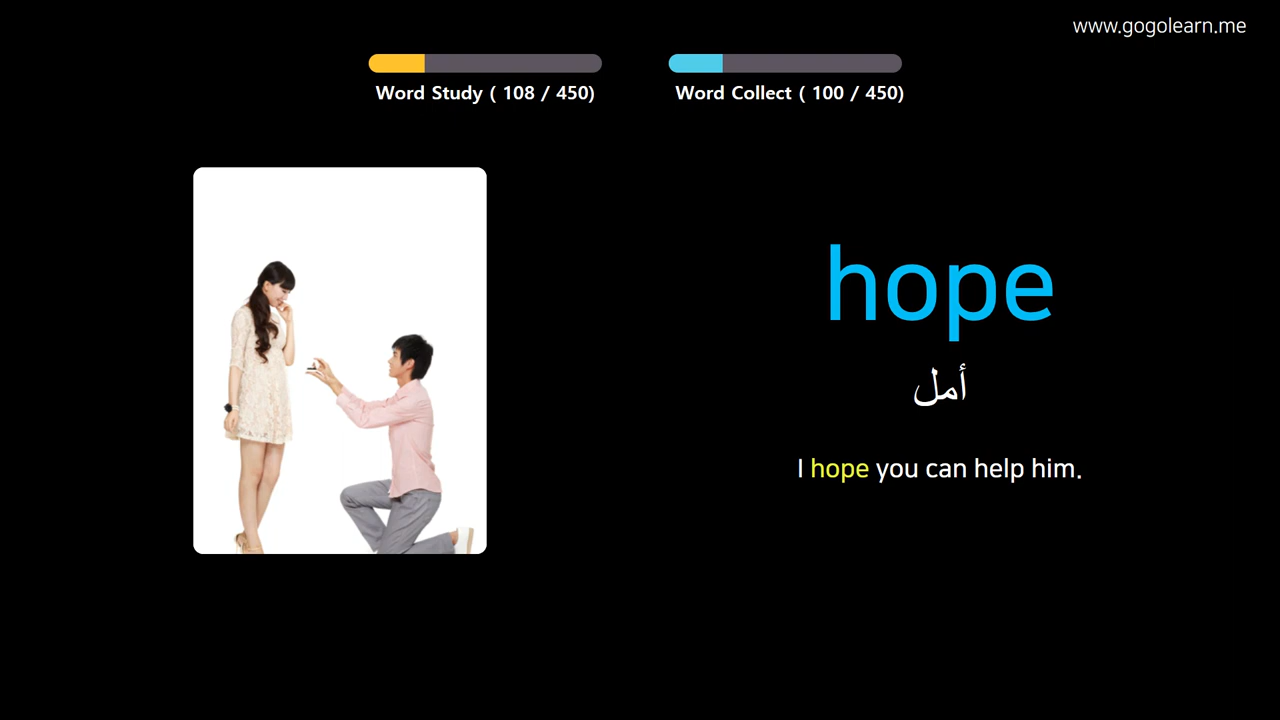 www.gogolearn.me
Word Study ( 108 / 450)
Word Collect ( 100 / 450)
hope
أمل
I hope you can help him.